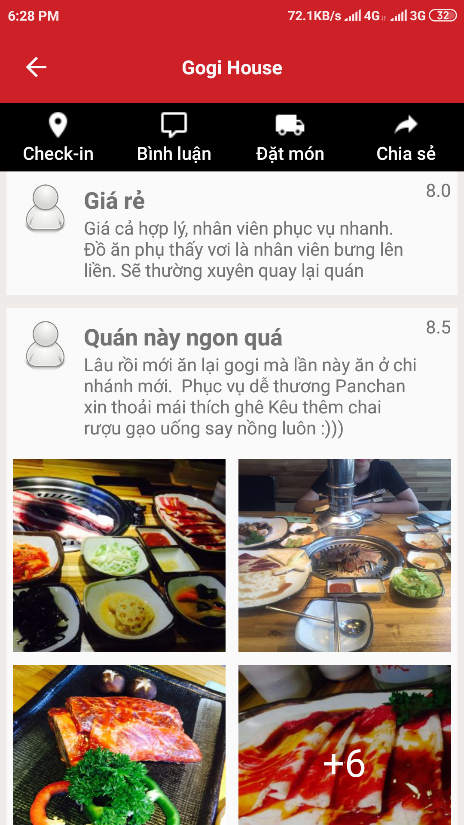 6:28 PM 72.1KB/s 4G 3G 32
Gogi House
Check-in Bình luận Đặt món Chia sẻ
Giá rẻ 8.0
Giá cả hợp lý, nhân viên phục vụ nhanh.
Đồ ăn phụ thấy vơi là nhân viên bưng lên
liền. Sẽ thường xuyên quay lại quán
Quán này ngon quá 8.5
Lâu rồi mới ăn lại gogi mà lần này ăn ở chi
nhánh mới. Phục vụ dễ thương Panchan
xin thoải mái thích ghê Kêu thêm chai
rượu gạo uống say nồng luôn :)))
+6